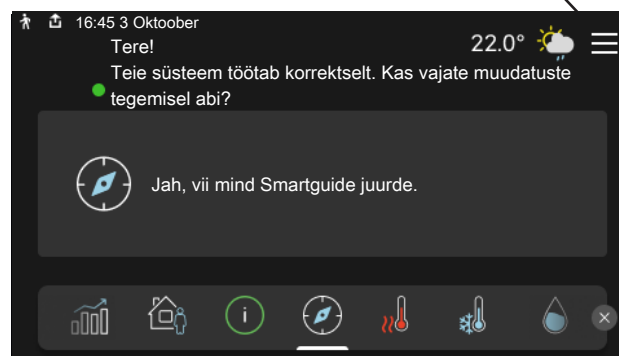 16:45 3 Oktoober
22.0°
Tere!
Teie süsteem töötab korrektselt. Kas vajate muudatuste
tegemisel abi?
Jah, vii mind Smartguide juurde.
i